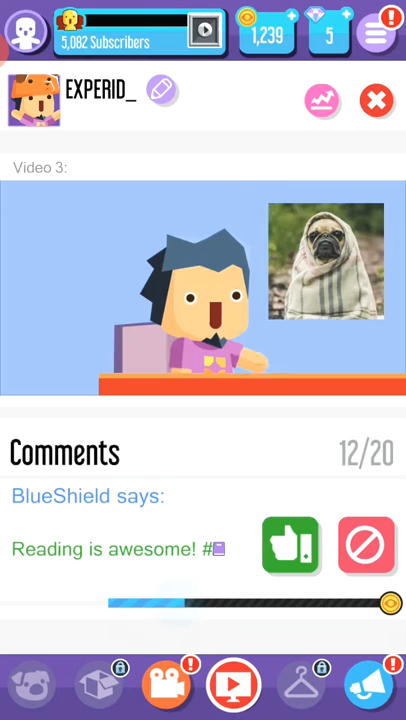 5,082 Subscribers
1,239
5
!
EXPERID_
Video 3:
Comments
12/20
BlueShield says:
Reading is awesome! #
!
!